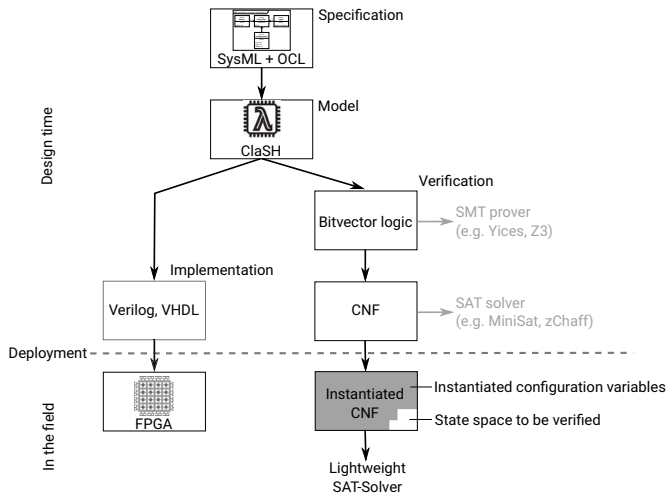 Specification
SysML + OCL
Design time
Model
λ
ClaSH
Verification
Bitvector logic
SMT prover
(e.g. Yices, Z3)
Implementation
Verilog, VHDL
CNF
SAT solver
(e.g. MiniSat, zChaff)
Deployment
In the field
FPGA
Instantiated
CNF
Instantiated configuration variables
State space to be verified
Lightweight
SAT-Solver